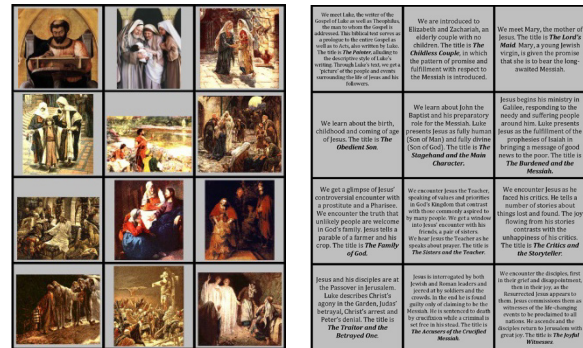 We meet Luke, the writer of the
Gospel of Luke as well as Theophilus,
the man to whom the Gospel is
addressed. This biblical text serves as
a prologue to the entire Gospel as
well as to Acts, also written by Luke.
The title is The Painter, alluding to
the descriptive style of Luke's
writing. Through Luke's text, we get a
'picture' of the people and events
surrounding the life of Jesus and his
followers.
We are introduced to
Elizabeth and Zachariah, an
elderly couple with no
children. The title is The
Childless Couple, in which
the pattern of promise and
fulfillment with respect to
the Messiah is introduced.
We meet Mary, the mother of
Jesus. The title is The Lord's
Maid. Mary, a young Jewish
virgin, is given the promise
that she is to bear the long-
awaited Messiah.
We learn about the birth,
childhood and coming of age
of Jesus. The title is The
Obedient Son.
We learn about John the
Baptist and his preparatory
role for the Messiah. Luke
presents Jesus as fully human
(Son of Man) and fully divine
(Son of God). The title is The
Stagehand and the Main
Character.
Jesus begins his ministry in
Galilee, responding to the
needy and suffering people
around him. Luke presents
Jesus as the fulfillment of the
prophesies of Isaiah in
bringing a message of good
news to the poor. The title is
The Burdened and the
Messiah.
We get a glimpse of Jesus'
controversial encounter with
a prostitute and a Pharisee.
We encounter the truth that
unlikely people are welcome
in God's family. Jesus tells a
parable of a farmer and his
crop. The title is The Family
of God.
We encounter Jesus the Teacher,
speaking of values and priorities
in God's Kingdom that contrast
with those commonly aspired to
by many people. We get a window
into Jesus' encounter with his
friends, a pair of sisters.
We hear Jesus the Teacher as he
speaks about prayer. The title is
The Sisters and the Teacher.
We encounter Jesus as he
faced his critics. He tells a
number of stories about
things lost and found. The joy
flowing from his stories
contrasts with the
unhappiness of his critics.
The title is The Critics and
the Storyteller.
Jesus and his disciples are at
the Passover in Jerusalem.
Luke describes Christ's
agony in the Garden, Judas'
betrayal, Christ's arrest and
Peter's denial. The title is
The Traitor and the
Betrayed One.
Jesus is interrogated by both
Jewish and Roman leaders and
jeered at by soldiers and the
crowds. In the end he is found
guilty only of claiming to be the
Messiah. He is sentenced to death
by crucifixion while a criminal is
set free in his stead. The title is
The Accusers of the Crucified
Messiah.
We encounter the disciples, first
in their grief and disappointment,
then in their joy, as the
Resurrected Jesus appears to
them. Jesus commissions them as
witnesses of the life-changing
events to be proclaimed to all
nations. He ascends and the
disciples return to Jerusalem with
great joy. The title is The Joyful
Witnesses.